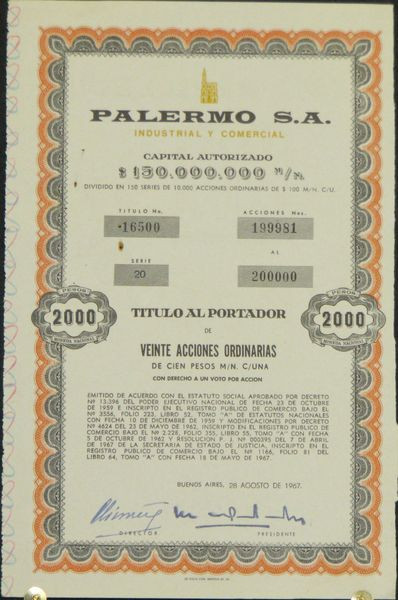 PALERMO S.A.
INDUSTRIAL Y COMERCIAL
CAPITAL AUTORIZADO
$ 150.000.000 M/N.
DIVIDIDO EN 150 SERIES DE 10.000 ACCIONES ORDINARIAS DE $ 100 M/N. C/U.
TITULO No. ACCIONES Nos.
16500 199981
SERIE AL
20 200000
PESOS PESOS
2000 TITULO AL PORTADOR 2000
MONEDA NACIONAL MONEDA NACIONAL
DE
VEINTE ACCIONES ORDINARIAS
DE CIEN PESOS M/N. C/UNA
CON DERECHO A UN VOTO POR ACCION
EMITIDO DE ACUERDO CON EL ESTATUTO SOCIAL APROBADO POR DECRETO
Nº 13.396 DEL PODER EJECUTIVO NACIONAL DE FECHA 23 DE OCTUBRE
DE 1959 E INSCRIPTO EN EL REGISTRO PUBLICO DE COMERCIO BAJO EL
Nº 3556, FOLIO 223, LIBRO 52, TOMO "A" DE ESTATUTOS NACIONALES
CON FECHA 10 DE DICIEMBRE DE 1959 Y MODIFICACIONES POR DECRETO
Nº 4624 DEL 23 DE MAYO DE 1962, INSCRIPTO EN EL REGISTRO PUBLICO DE
COMERCIO BAJO EL Nº 2.228, FOLIO 355, LIBRO 55, TOMO "A" CON FECHA
5 DE OCTUBRE DE 1962 Y RESOLUCION P. J. Nº 000395 DEL 7 DE ABRIL
DE 1967 DE LA SECRETARIA DE ESTADO DE JUSTICIA, INSCRIPTO EN EL
REGISTRO PUBLICO DE COMERCIO BAJO EL Nº 1166, FOLIO 81 DEL
LIBRO 64, TOMO "A" CON FECHA 18 DE MAYO DE 1967.
BUENOS AIRES, 28 AGOSTO DE 1967.
DIRECTOR PRESIDENTE